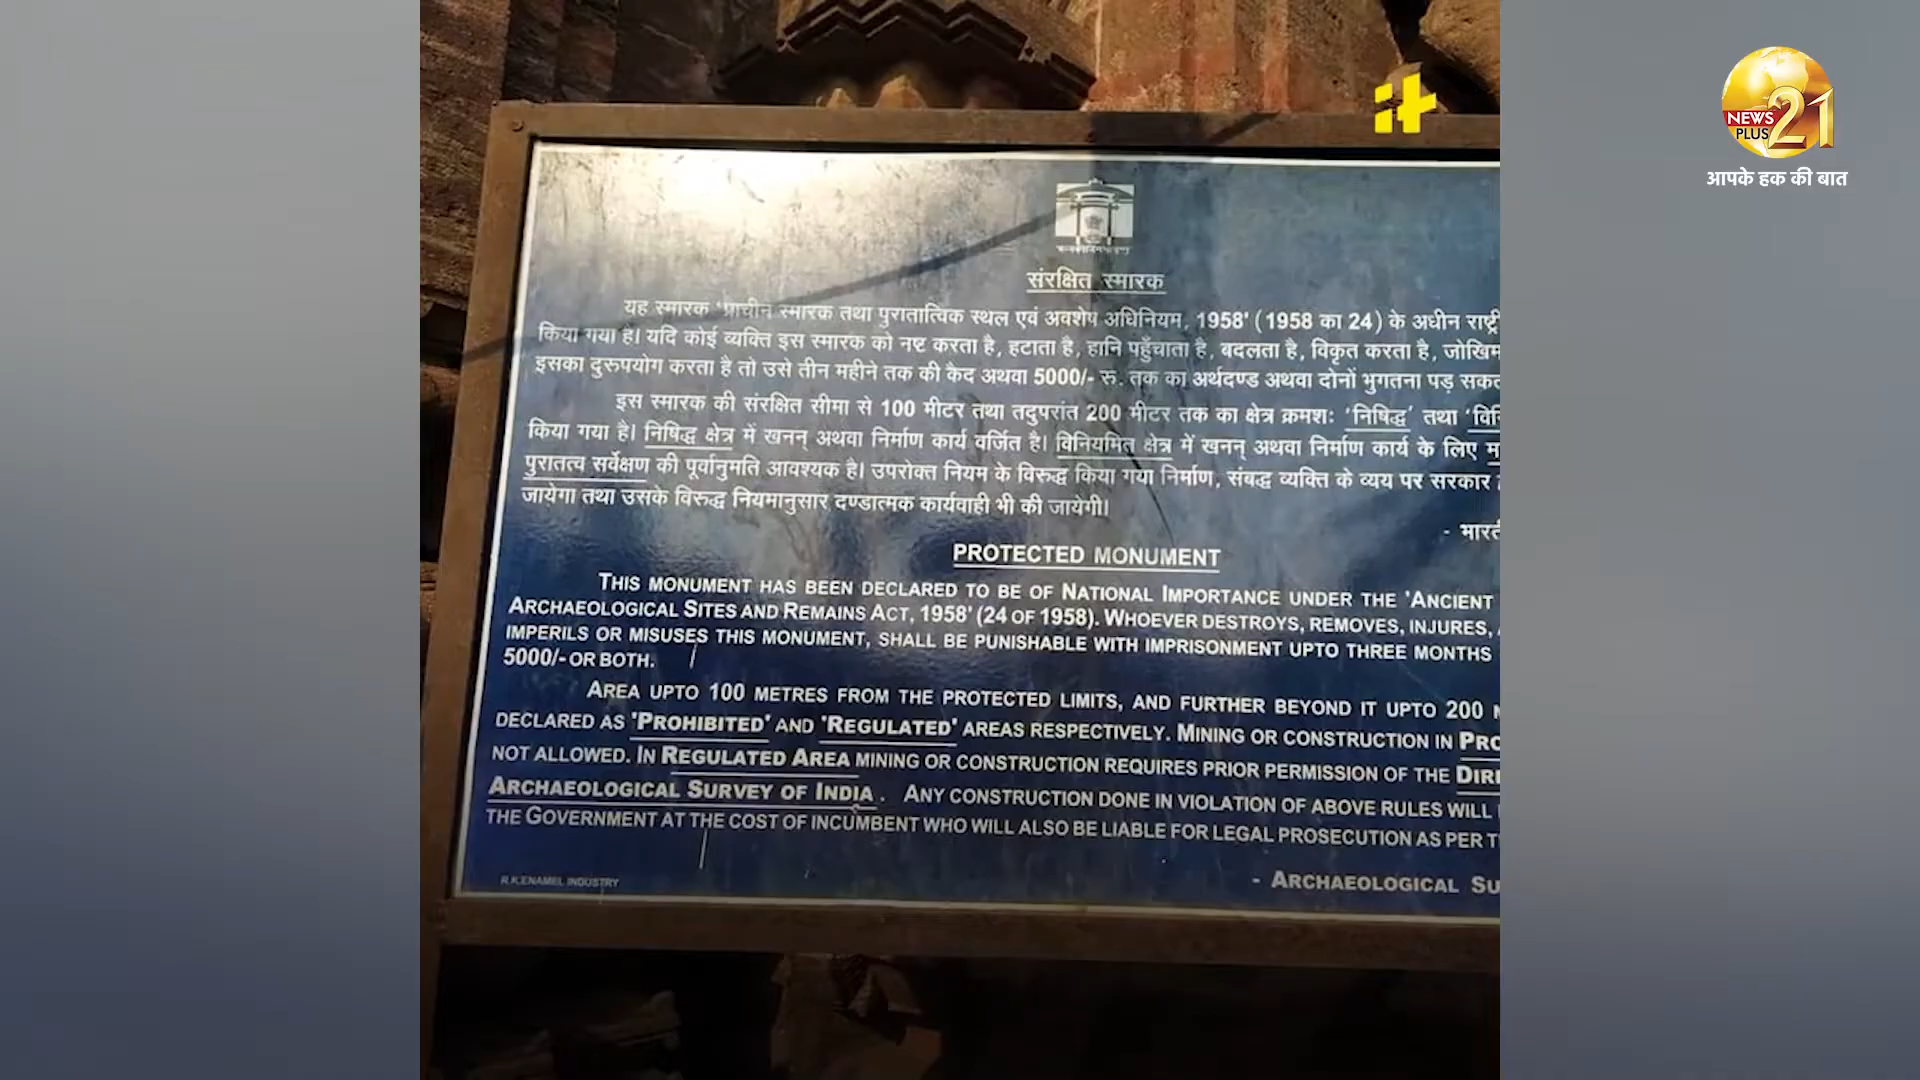 NEWS
PLUS 21
आपके हक की बात
संरक्षित स्मारक
यह स्मारक 'प्राचीन स्मारक तथा पुरातात्विक स्थल एवं अवशेष अधिनियम, 1958' (1958 का 24) के अधीन राष्ट्री
किया गया है। यदि कोई व्यक्ति इस स्मारक को नष्ट करता है, हटाता है, हानि पहुँचाता है, बदलता है, विकृत करता है, जोखिम
इसका दुरुपयोग करता है तो उसे तीन महीने तक की कैद अथवा 5000/- रू. तक का अर्थदण्ड अथवा दोनों भुगतना पड़ सकत
इस स्मारक की संरक्षित सीमा से 100 मीटर तथा तदुपरांत 200 मीटर तक का क्षेत्र क्रमशः 'निषिद्ध' तथा 'विनि
किया गया है। निषिद्ध क्षेत्र में खनन् अथवा निर्माण कार्य वर्जित है। विनियमित क्षेत्र में खनन् अथवा निर्माण कार्य के लिए म
पुरातत्व सर्वेक्षण की पूर्वानुमति आवश्यक है। उपरोक्त नियम के विरुद्ध किया गया निर्माण, संबद्ध व्यक्ति के व्यय पर सरकार
जायेगा तथा उसके विरुद्ध नियमानुसार दण्डात्मक कार्यवाही भी की जायेगी।
- भारती
PROTECTED MONUMENT
THIS MONUMENT HAS BEEN DECLARED TO BE OF NATIONAL IMPORTANCE UNDER THE 'ANCIENT
ARCHAEOLOGICAL SITES AND REMAINS ACT, 1958' (24 OF 1958). WHOEVER DESTROYS, REMOVES, INJURES,
IMPERILS OR MISUSES THIS MONUMENT, SHALL BE PUNISHABLE WITH IMPRISONMENT UPTO THREE MONTHS
5000/- OR BOTH.
AREA UPTO 100 METRES FROM THE PROTECTED LIMITS, AND FURTHER BEYOND IT UPTO 200 M
DECLARED AS 'PROHIBITED' AND 'REGULATED' AREAS RESPECTIVELY. MINING OR CONSTRUCTION IN PRO
NOT ALLOWED. IN REGULATED AREA MINING OR CONSTRUCTION REQUIRES PRIOR PERMISSION OF THE DIRE
ARCHAEOLOGICAL SURVEY OF INDIA. ANY CONSTRUCTION DONE IN VIOLATION OF ABOVE RULES WILL
THE GOVERNMENT AT THE COST OF INCUMBENT WHO WILL ALSO BE LIABLE FOR LEGAL PROSECUTION AS PER T
- ARCHAEOLOGICAL SU
R.K.ENAMEL INDUSTRY